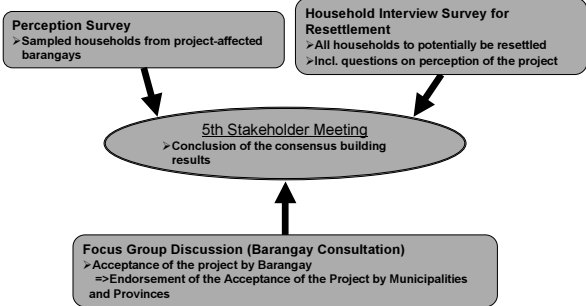 Perception Survey
➢Sampled households from project-affected
barangays
Household Interview Survey for
Resettlement
➢All households to potentially be resettled
➢Incl. questions on perception of the project
5th Stakeholder Meeting
➢Conclusion of the consensus building
results
Focus Group Discussion (Barangay Consultation)
➢Acceptance of the project by Barangay
=>Endorsement of the Acceptance of the Project by Municipalities
and Provinces